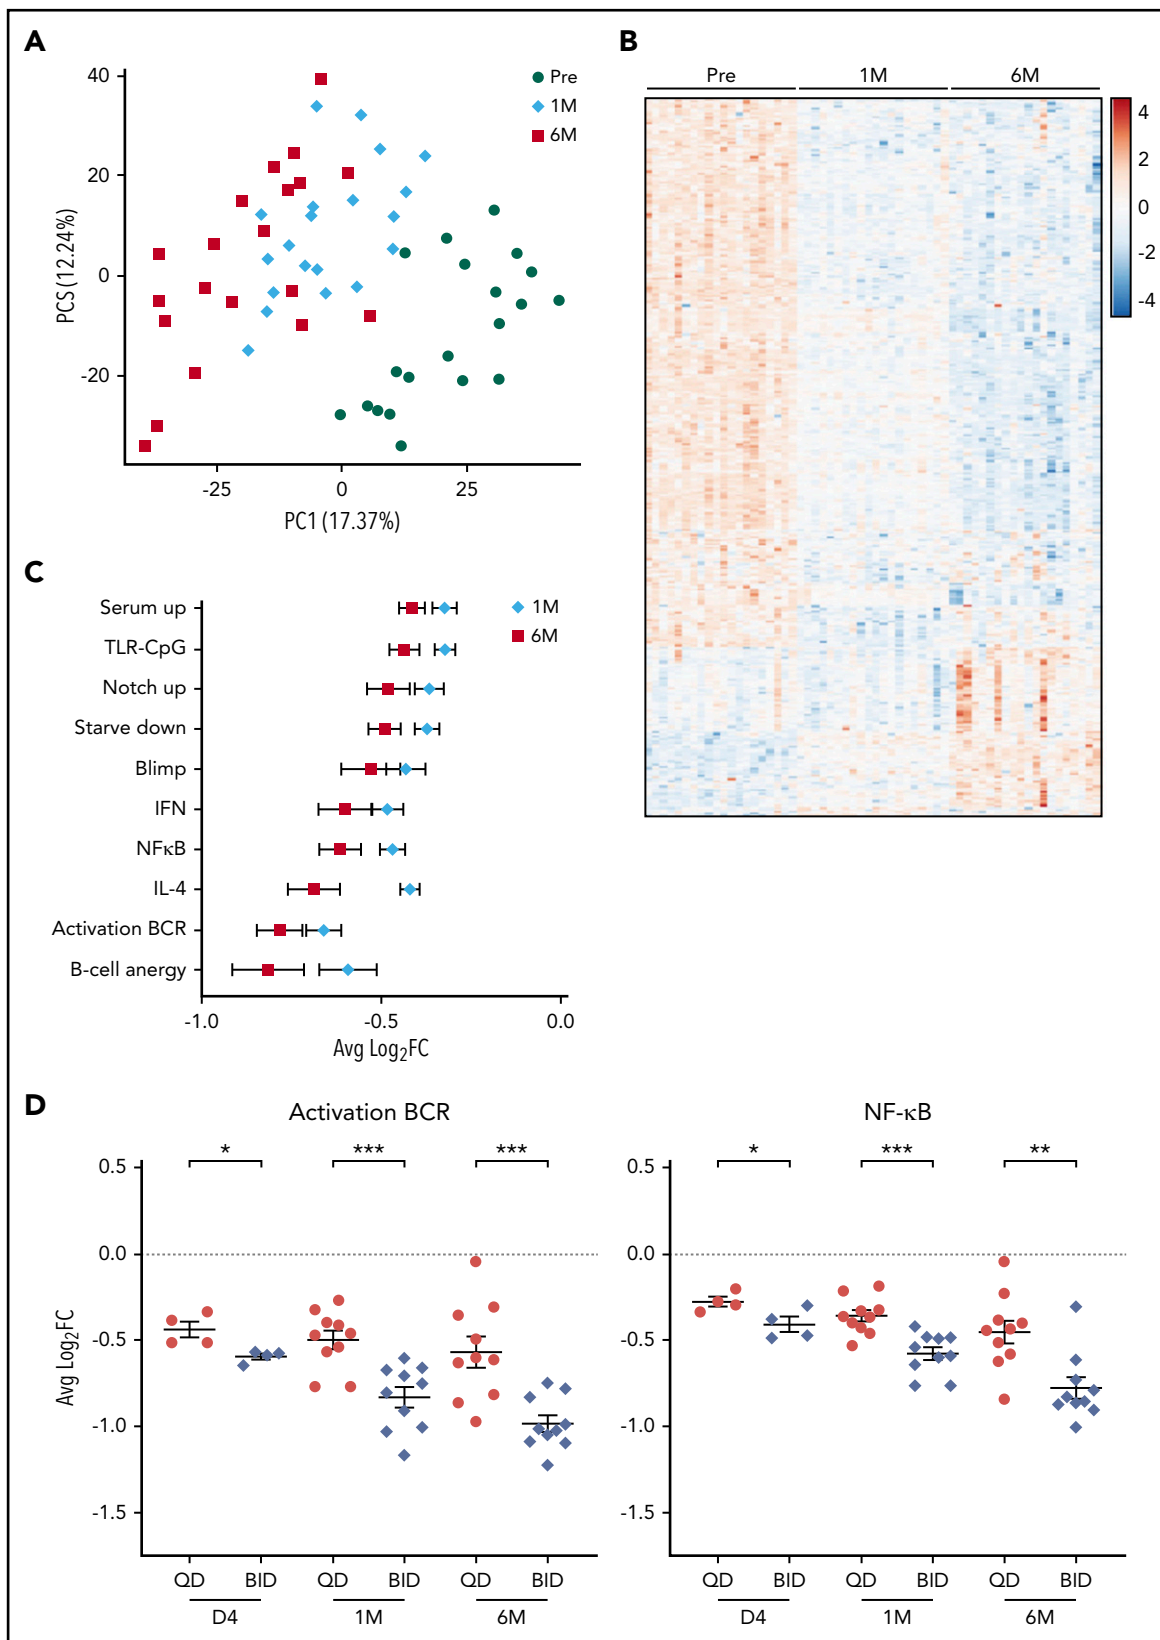 A
40
20
0
-20
PCS (12.24%)
-25
0
25
PC1 (17.37%)
Pre
1M
6M
B
Pre
1M
6M
4
2
0
-2
-4
C
Serum up
TLR-CpG
Notch up
Starve down
Blimp
IFN
NFκB
IL-4
Activation BCR
B-cell anergy
-1.0
-0.5
0.0
Avg Log₂FC
1M
6M
D
Activation BCR
* *** ***
0.5
0.0
-0.5
-1.0
-1.5
Avg Log₂FC
QD BID QD BID QD BID
D4 1M 6M
NF-κB
* *** **
0.5
0.0
-0.5
-1.0
-1.5
QD BID QD BID QD BID
D4 1M 6M